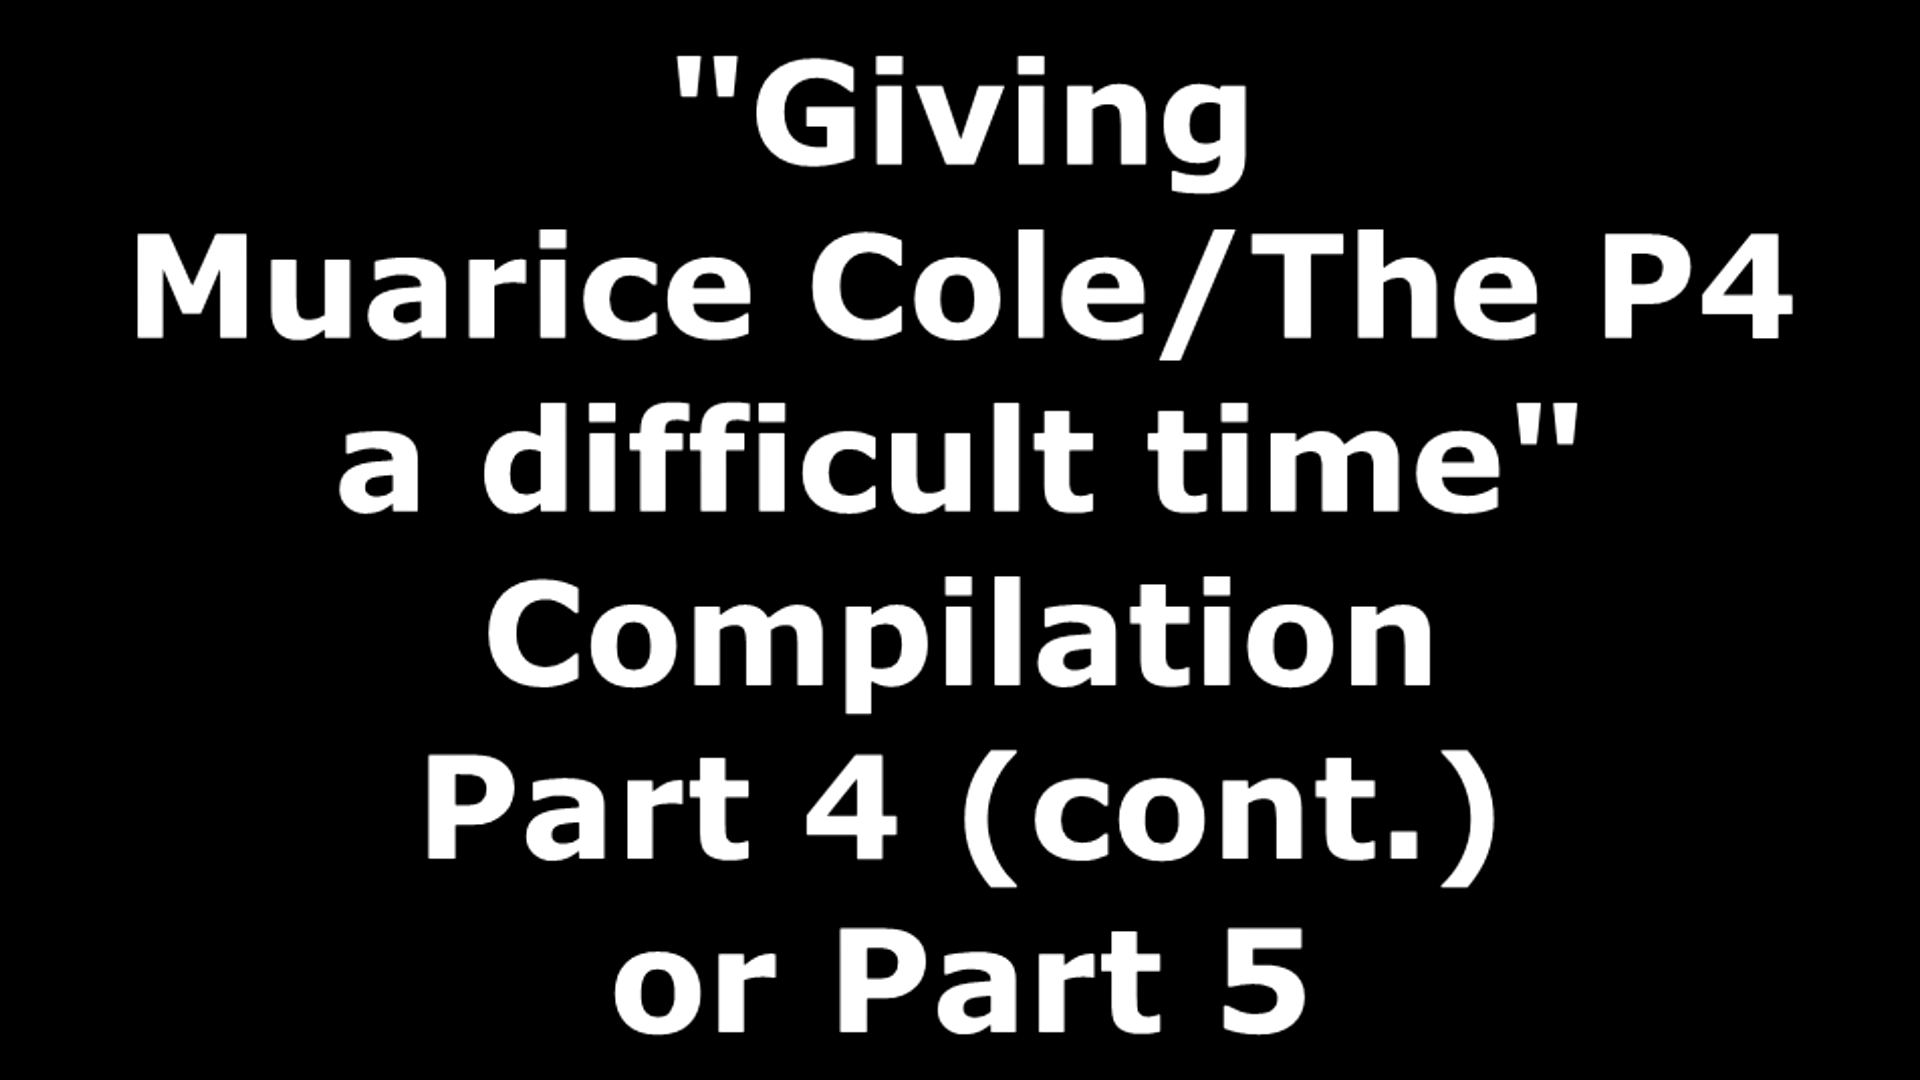 "Giving
Muarice Cole/The P4
a difficult time"
Compilation
Part 4 (cont.)
or Part 5